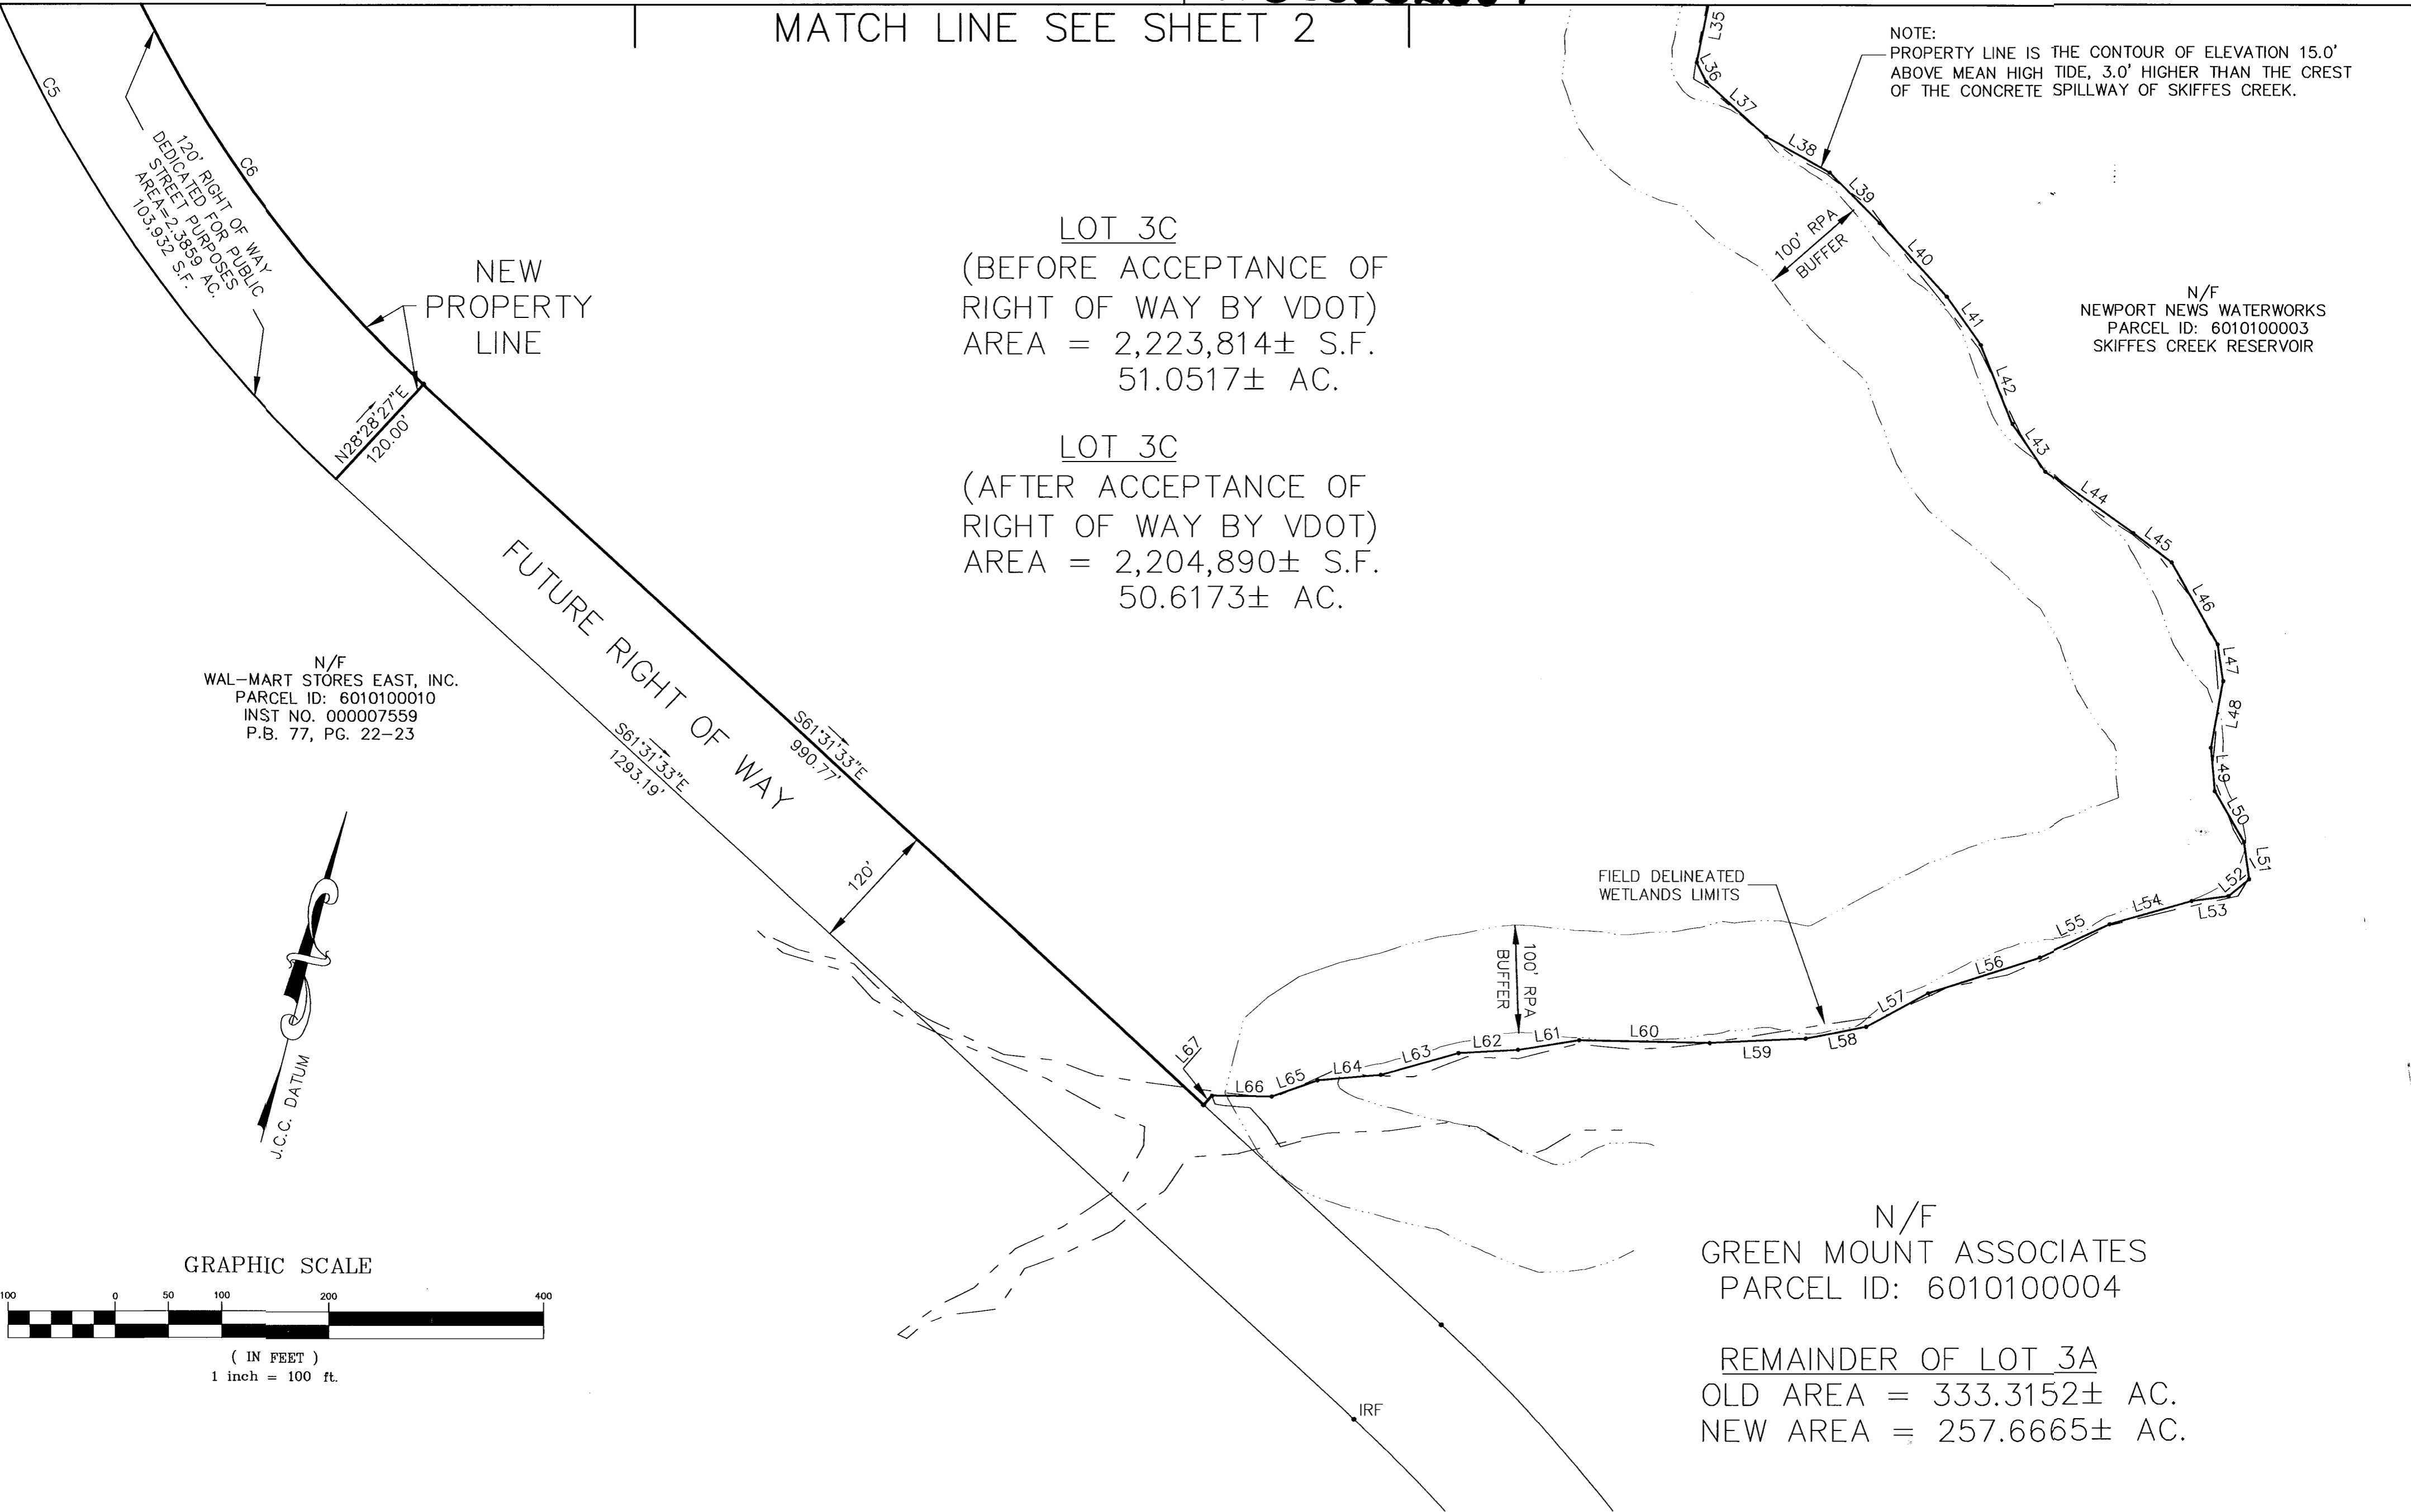 MATCH LINE SEE SHEET 2
NOTE:
PROPERTY LINE IS THE CONTOUR OF ELEVATION 15.0'
ABOVE MEAN HIGH TIDE, 3.0' HIGHER THAN THE CREST
OF THE CONCRETE SPILLWAY OF SKIFFES CREEK.
C5
C6
120' RIGHT OF WAY
DEDICATED FOR PUBLIC
STREET PURPOSES
AREA=2.3859 AC.
103,932 S.F.
NEW
PROPERTY
LINE
N28°28'27"E
120.00'
LOT 3C
(BEFORE ACCEPTANCE OF
RIGHT OF WAY BY VDOT)
AREA = 2,223,814± S.F.
51.0517± AC.
LOT 3C
(AFTER ACCEPTANCE OF
RIGHT OF WAY BY VDOT)
AREA = 2,204,890± S.F.
50.6173± AC.
L35
L36
L37
L38
L39
100' RPA
BUFFER
L40
L41
L42
L43
L44
L45
L46
L47
L48
L49
L50
L51
L52
L53
L54
L55
L56
L57
L58
L59
L60
L61
L62
L63
L64
L65
L66
L67
N/F
NEWPORT NEWS WATERWORKS
PARCEL ID: 6010100003
SKIFFES CREEK RESERVOIR
FUTURE RIGHT OF WAY
S61°31'33"E
990.77'
S61°31'33"E
1293.19'
120'
N/F
WAL-MART STORES EAST, INC.
PARCEL ID: 6010100010
INST NO. 000007559
P.B. 77, PG. 22-23
J.C.C. DATUM
FIELD DELINEATED
WETLANDS LIMITS
100' RPA
BUFFER
GRAPHIC SCALE
100 0 50 100 200 400
( IN FEET )
1 inch = 100 ft.
IRF
N/F
GREEN MOUNT ASSOCIATES
PARCEL ID: 6010100004
REMAINDER OF LOT 3A
OLD AREA = 333.3152± AC.
NEW AREA = 257.6665± AC.